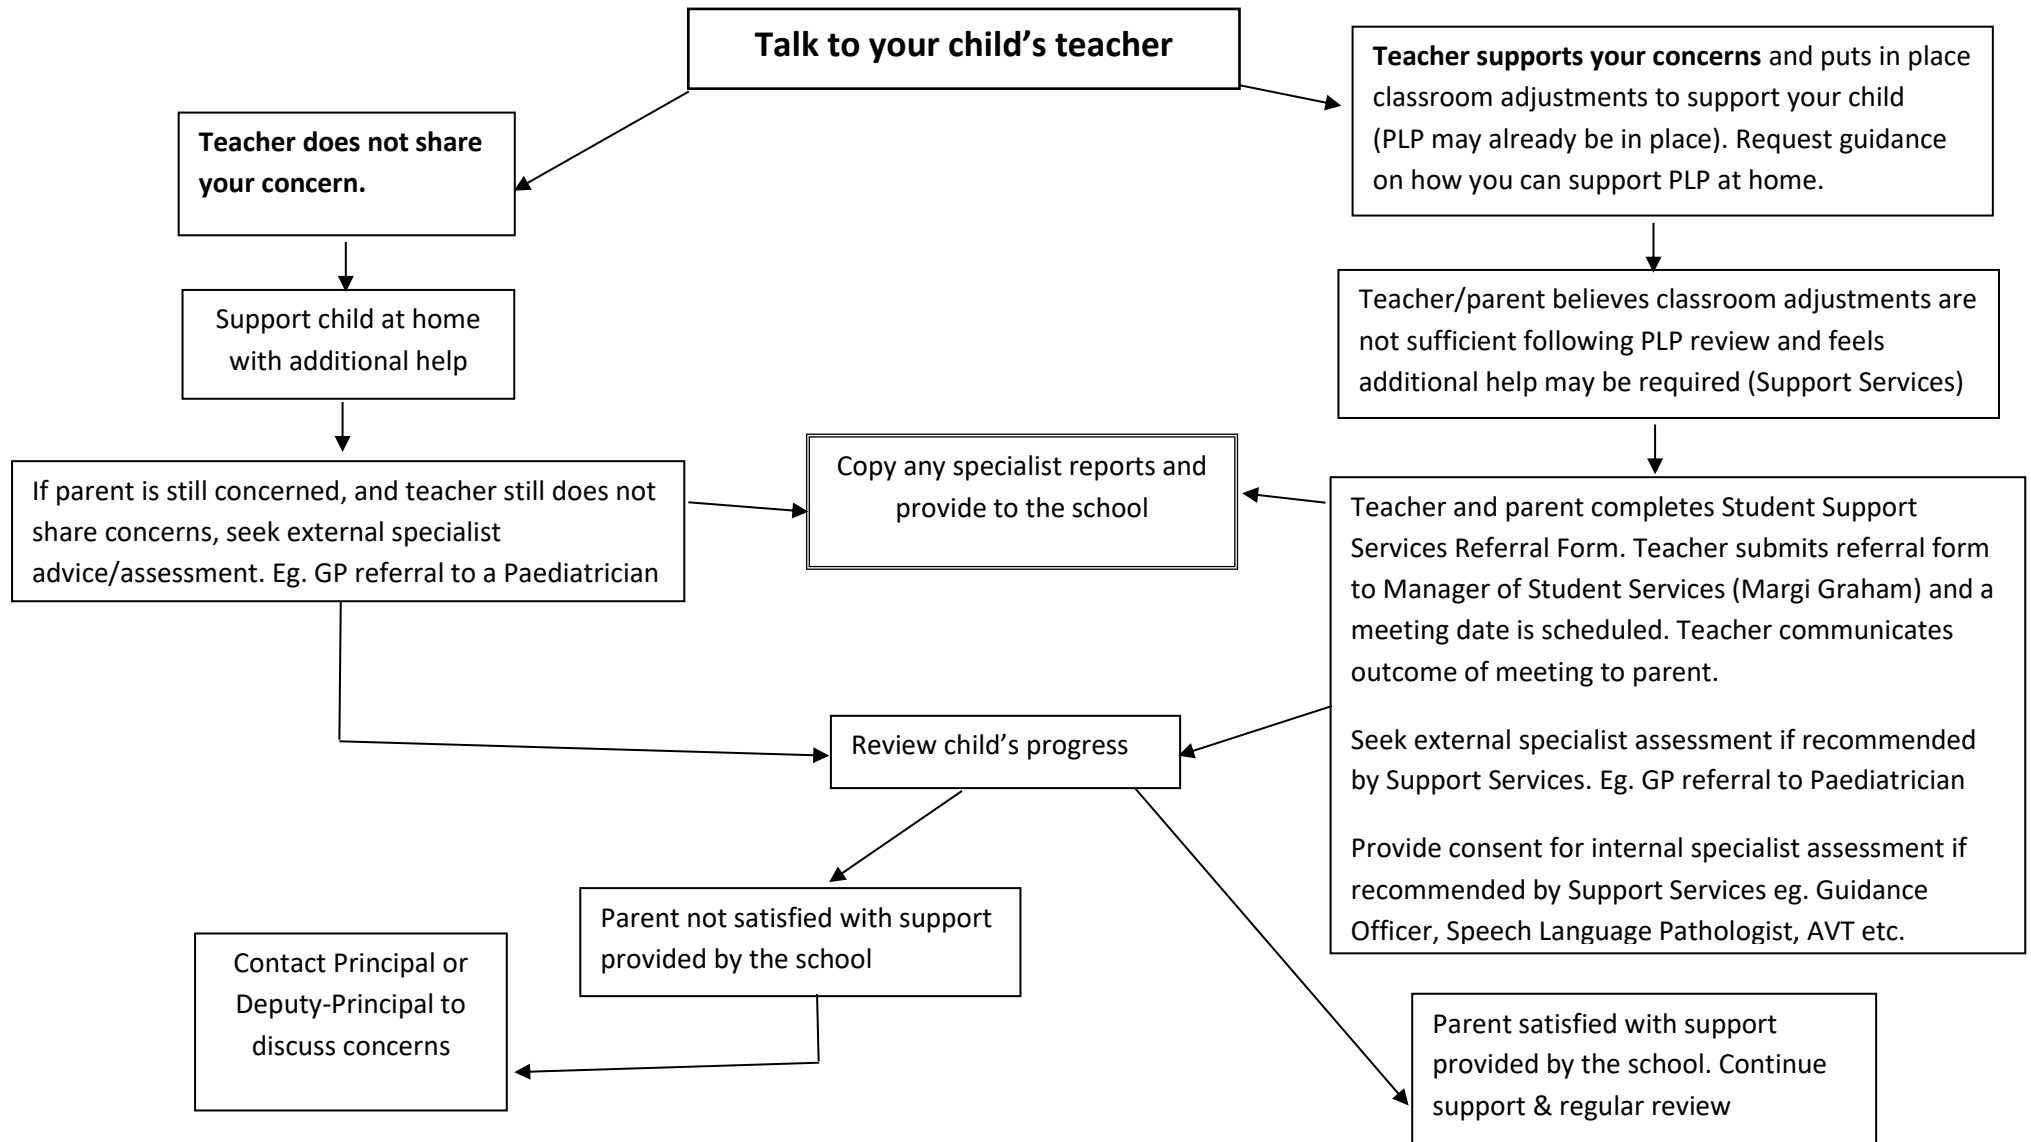 Talk to your child’s teacher
Teacher supports your concerns and puts in place
classroom adjustments to support your child
(PLP may already be in place). Request guidance
on how you can support PLP at home.
Teacher does not share
your concern.
Support child at home
with additional help
Teacher/parent believes classroom adjustments are
not sufficient following PLP review and feels
additional help may be required (Support Services)
If parent is still concerned, and teacher still does not
share concerns, seek external specialist
advice/assessment. Eg. GP referral to a Paediatrician
Copy any specialist reports and
provide to the school
Teacher and parent completes Student Support
Services Referral Form. Teacher submits referral form
to Manager of Student Services (Margi Graham) and a
meeting date is scheduled. Teacher communicates
outcome of meeting to parent.
Seek external specialist assessment if recommended
by Support Services. Eg. GP referral to Paediatrician
Provide consent for internal specialist assessment if
recommended by Support Services eg. Guidance
Officer, Speech Language Pathologist, AVT etc.
Review child’s progress
Parent not satisfied with support
provided by the school
Contact Principal or
Deputy-Principal to
discuss concerns
Parent satisfied with support
provided by the school. Continue
support & regular review